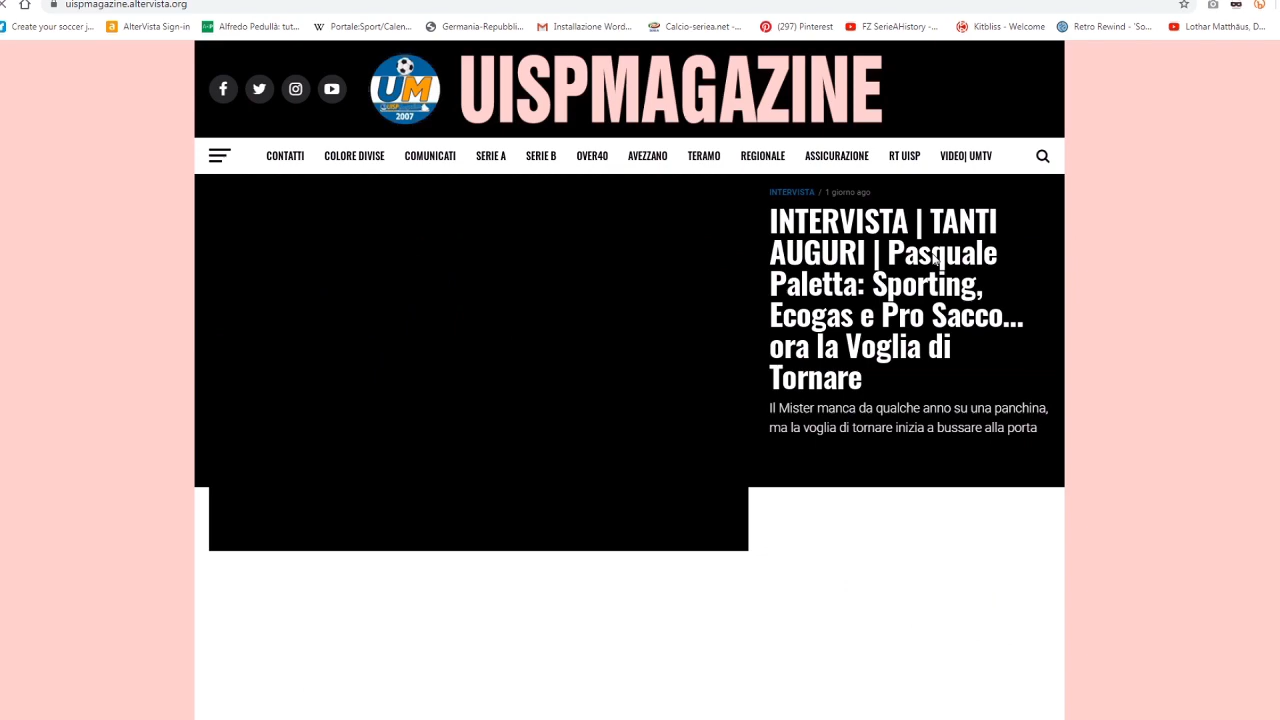 uispmagazine.altervista.org
Create your soccer j...
AlterVista Sign-in
Alfredo Pedullà: tut...
Portale:Sport/Calen...
Germania-Repubbli...
Installazione Word...
Calcio-seriea.net -...
(297) Pinterest
FZ SerieAHistory -...
Kitbliss - Welcome
Retro Rewind - 'So...
Lothar Matthäus, D...
UM
UISP
2007
UISPMAGAZINE
CONTATTI
COLORE DIVISE
COMUNICATI
SERIE A
SERIE B
OVER40
AVEZZANO
TERAMO
REGIONALE
ASSICURAZIONE
RT UISP
VIDEO| UMTV
INTERVISTA / 1 giorno ago
INTERVISTA | TANTI
AUGURI | Pasquale
Paletta: Sporting,
Ecogas e Pro Sacco...
ora la Voglia di
Tornare
Il Mister manca da qualche anno su una panchina,
ma la voglia di tornare inizia a bussare alla porta